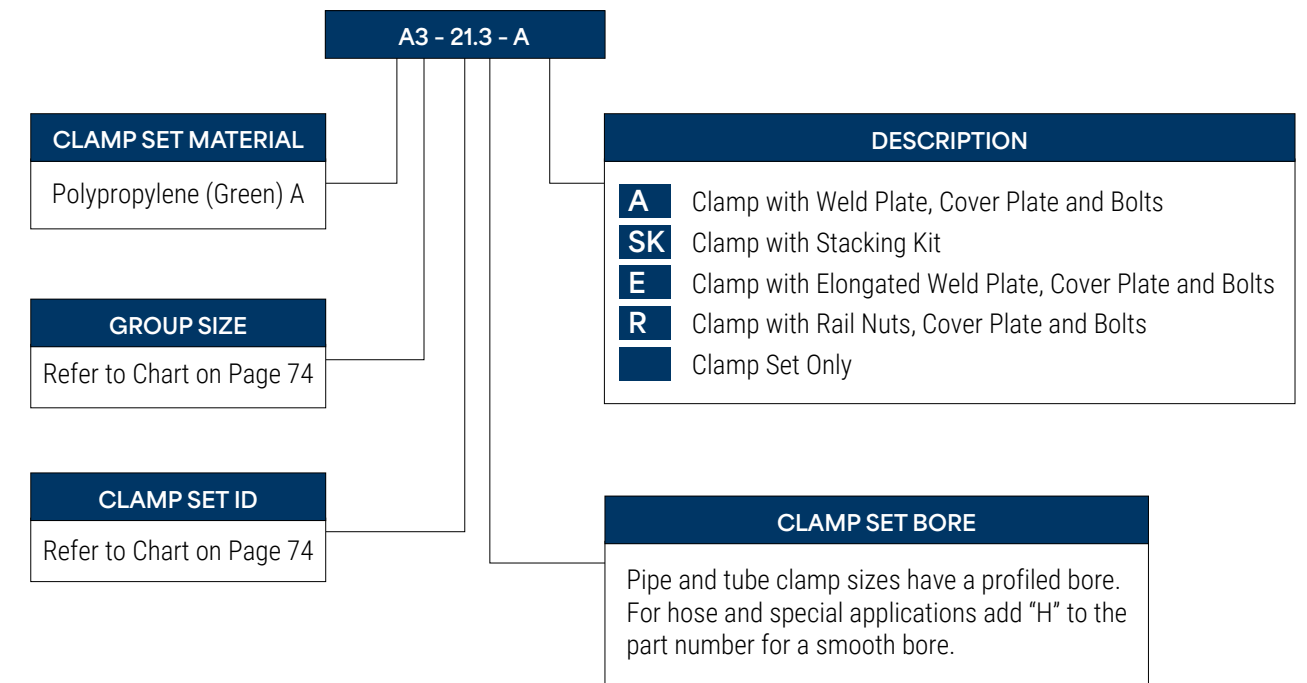 A3 - 21.3 - A
CLAMP SET MATERIAL
Polypropylene (Green) A
GROUP SIZE
Refer to Chart on Page 74
CLAMP SET ID
Refer to Chart on Page 74
DESCRIPTION
A Clamp with Weld Plate, Cover Plate and Bolts
SK Clamp with Stacking Kit
E Clamp with Elongated Weld Plate, Cover Plate and Bolts
R Clamp with Rail Nuts, Cover Plate and Bolts
Clamp Set Only
CLAMP SET BORE
Pipe and tube clamp sizes have a profiled bore.
For hose and special applications add “H” to the
part number for a smooth bore.